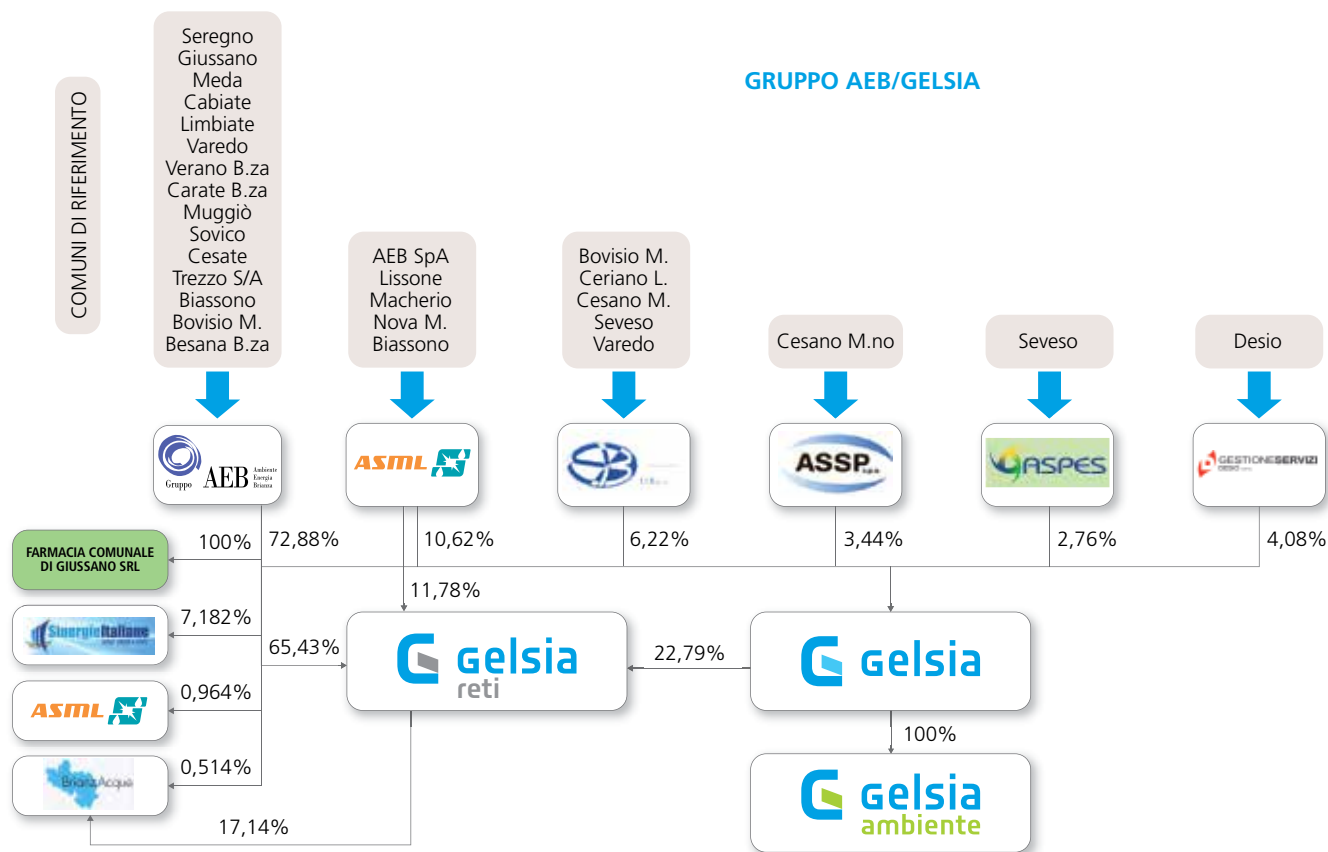 GRUPPO AEB/GELSIA
COMUNI DI RIFERIMENTO
Seregno
Giussano
Meda
Cabiate
Limbiate
Varedo
Verano B.za
Carate B.za
Muggiò
Sovico
Cesate
Trezzo S/A
Biassono
Bovisio M.
Besana B.za
AEB SpA
Lissone
Macherio
Nova M.
Biassono
Bovisio M.
Ceriano L.
Cesano M.
Seveso
Varedo
Cesano M.no
Seveso
Desio
Gruppo AEB
Ambiente
Energia
Brianza
ASML
ASSP s.p.a.
GASPES
GESTIONESERVIZI
DESIO
100%
72,88%
10,62%
6,22%
3,44%
2,76%
4,08%
FARMACIA COMUNALE
DI GIUSSANO SRL
11,78%
7,182%
SinergieItaliane
65,43%
Gelsia
reti
22,79%
Gelsia
0,964%
ASML
100%
0,514%
BrianzAcque
Gelsia
ambiente
17,14%